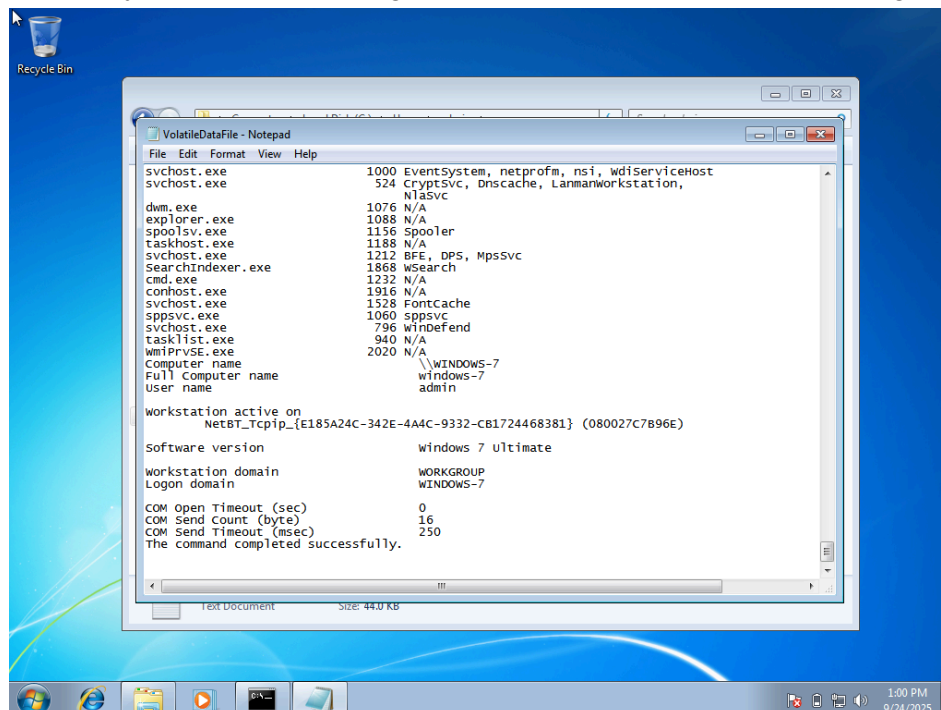 Recycle Bin
VolatileDataFile - Notepad
File Edit Format View Help
svchost.exe 1000 EventSystem, netprofm, nsi, WdiServiceHost
svchost.exe 524 CryptSvc, Dnscache, LanmanWorkstation,
NlaSvc
dwm.exe 1076 N/A
explorer.exe 1088 N/A
spoolsv.exe 1156 Spooler
taskhost.exe 1188 N/A
svchost.exe 1212 BFE, DPS, MpsSvc
SearchIndexer.exe 1868 WSearch
cmd.exe 1232 N/A
conhost.exe 1916 N/A
svchost.exe 1528 FontCache
sppsvc.exe 1060 sppsvc
svchost.exe 796 WinDefend
tasklist.exe 940 N/A
WmiPrvSE.exe 2020 N/A
Computer name \\WINDOWS-7
Full Computer name windows-7
User name admin
Workstation active on
NetBT_Tcpip_{E185A24C-342E-4A4C-9332-CB1724468381} (080027C7B96E)
Software version Windows 7 Ultimate
Workstation domain WORKGROUP
Logon domain WINDOWS-7
COM Open Timeout (sec) 0
COM Send Count (byte) 16
COM Send Timeout (msec) 250
The command completed successfully.
Text Document Size: 44.0 KB
C:\_
1:00 PM
9/24/2025